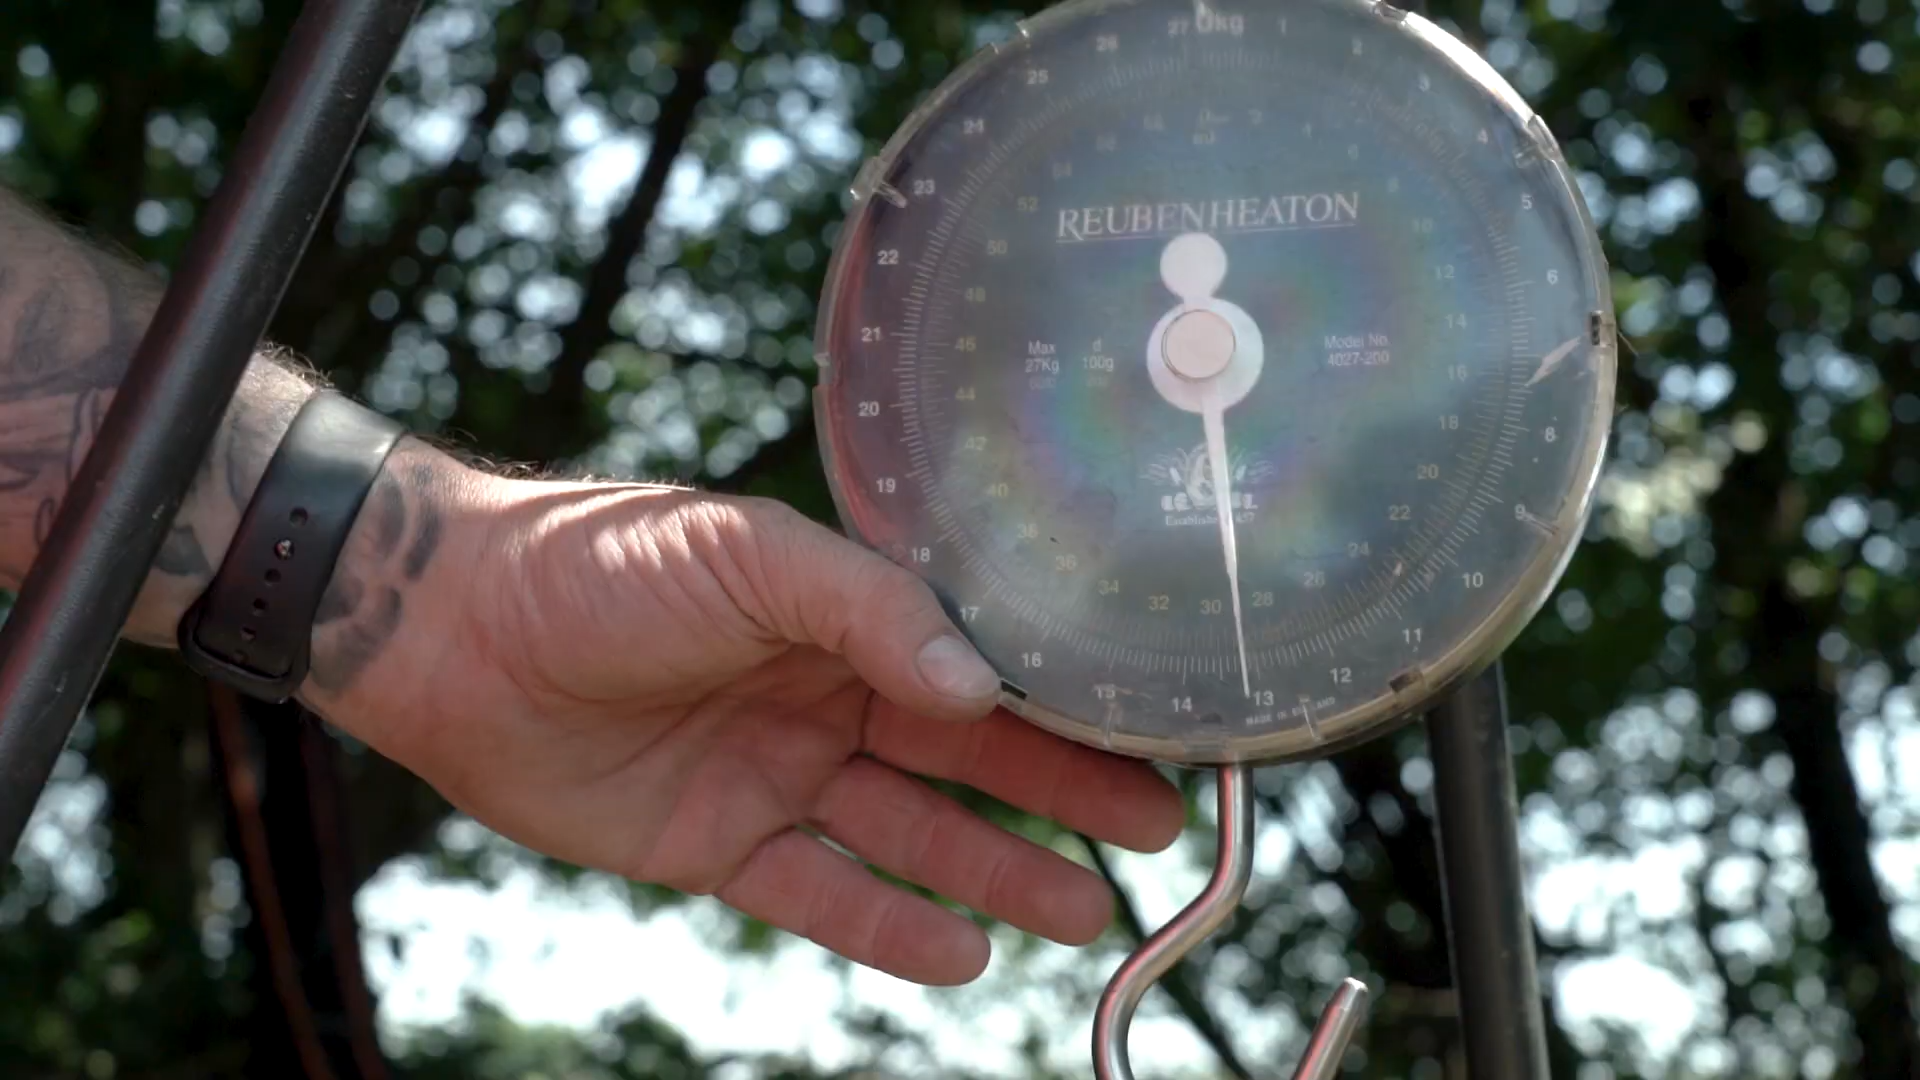 27 0kg 1
26 2
25 3
24 4
23 5
22 6
21
20 8
19 9
18 10
17 11
16 12
15 14 13
52
50 10
48 12
46 14
44 16
42 18
40 20
38 22
36 24
34 26
32 30 28
REUBENHEATON
Max
27Kg
d
100g
Model No.
4027-200
MADE IN ENGLAND